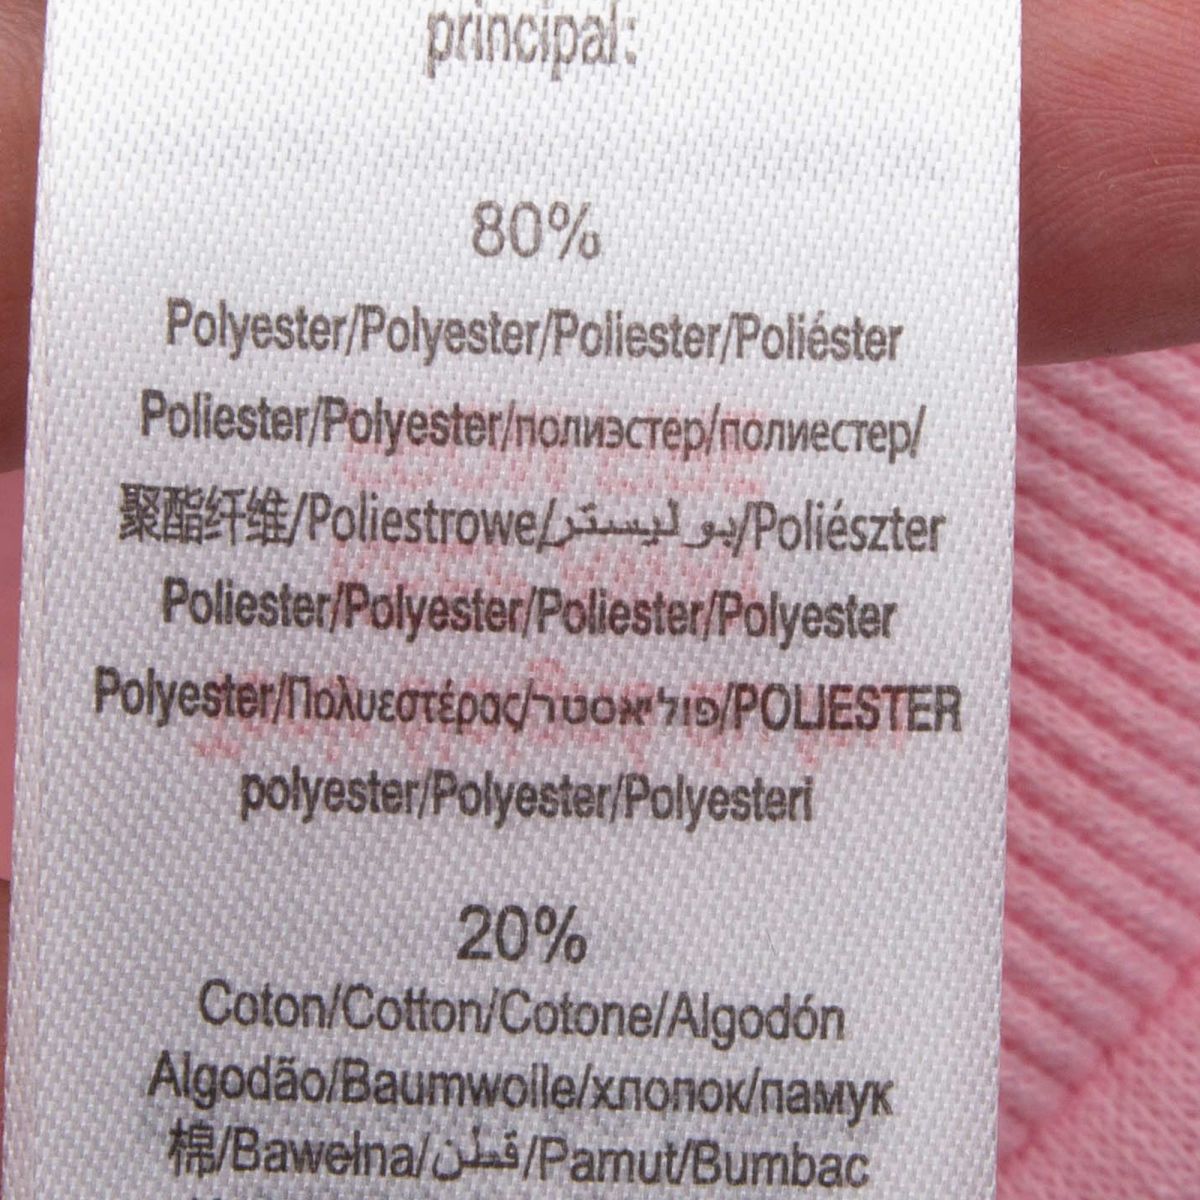 principal:
80%
Polyester/Polyester/Poliester/Poliéster
Poliester/Polyester/полиэстер/полиестер/
聚酯纤维/Poliestrowe/بو ليستر/Poliészter
Poliester/Polyester/Poliester/Polyester
Polyester/Πολυεστέρας/פוליאסטר/POLIESTER
polyester/Polyester/Polyesteri
20%
Coton/Cotton/Cotone/Algodón
Algodão/Baumwolle/хлопок/памук
棉/Bawełna/قطن/Pamut/Bumbac